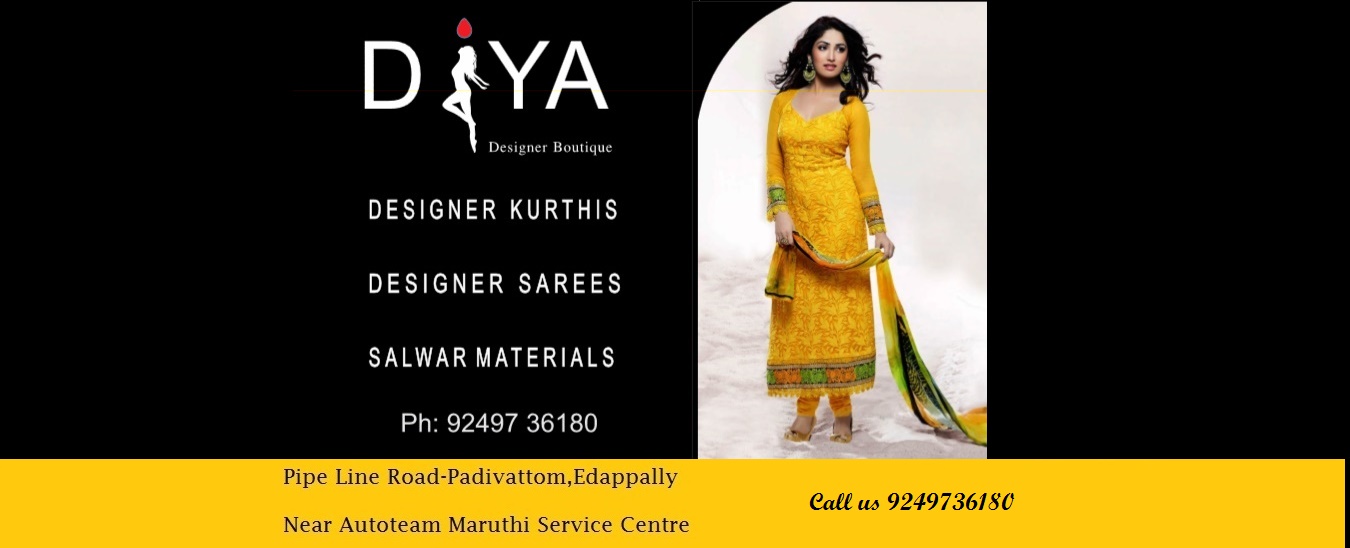 DiYA
Designer Boutique
DESIGNER KURTHIS
DESIGNER SAREES
SALWAR MATERIALS
Ph: 92497 36180
Pipe Line Road-Padivattom,Edappally
Near Autoteam Maruthi Service Centre
Call us 9249736180